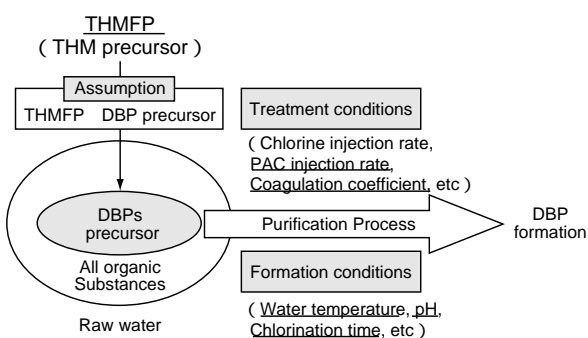 THMFP
( THM precursor )
Assumption
THMFP DBP precursor
Treatment conditions
( Chlorine injection rate,
PAC injection rate,
Coagulation coefficient, etc )
DBPs
precursor
Purification Process
DBP
formation
All organic
Substances
Formation conditions
Raw water
( Water temperature, pH,
Chlorination time, etc )